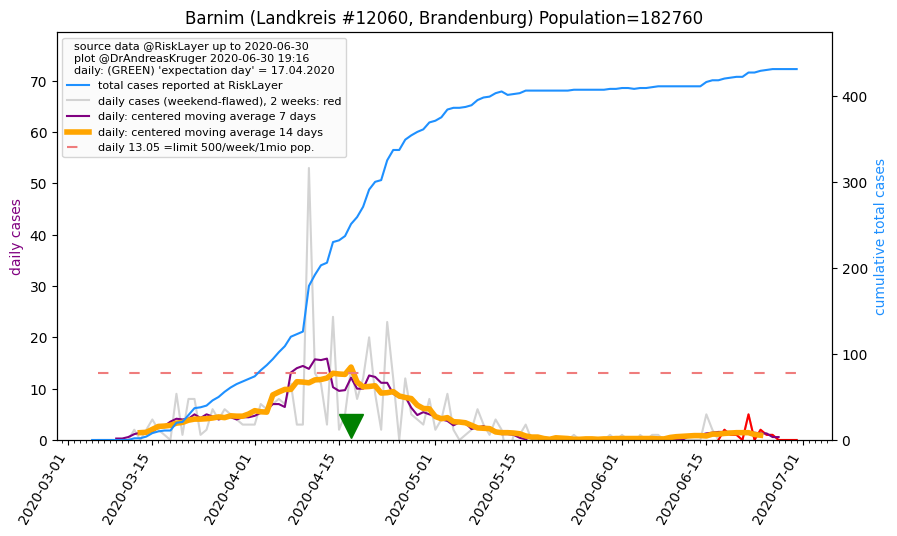 Barnim (Landkreis #12060, Brandenburg) Population=182760
source data @RiskLayer up to 2020-06-30
plot @DrAndreasKruger 2020-06-30 19:16
daily: (GREEN) 'expectation day' = 17.04.2020
total cases reported at RiskLayer
daily cases (weekend-flawed), 2 weeks: red
daily: centered moving average 7 days
daily: centered moving average 14 days
daily 13.05 =limit 500/week/1mio pop.
daily cases
70
60
50
40
30
20
10
0
400
300
200
100
0
cumulative total cases
2020-03-01
2020-03-15
2020-04-01
2020-04-15
2020-05-01
2020-05-15
2020-06-01
2020-06-15
2020-07-01